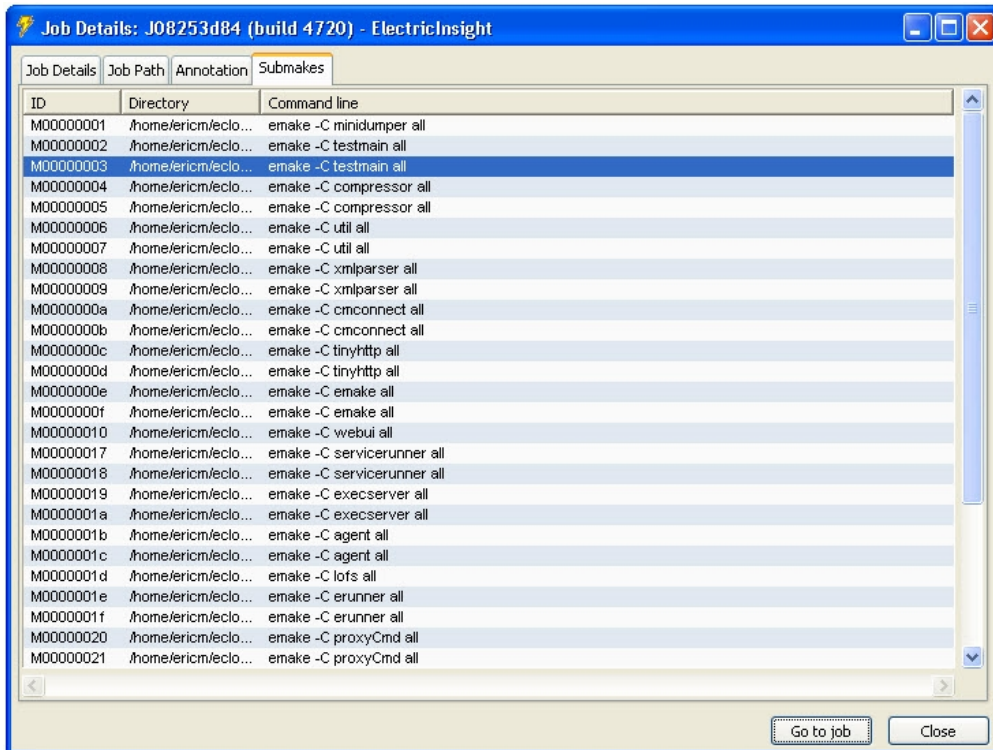 Job Details: J08253d84 (build 4720) - ElectricInsight
Job Details Job Path Annotation Submakes
ID Directory Command line
M00000001 /home/ericm/eclo... emake -C minidumper all
M00000002 /home/ericm/eclo... emake -C testmain all
M00000003 /home/ericm/eclo... emake -C testmain all
M00000004 /home/ericm/eclo... emake -C compressor all
M00000005 /home/ericm/eclo... emake -C compressor all
M00000006 /home/ericm/eclo... emake -C util all
M00000007 /home/ericm/eclo... emake -C util all
M00000008 /home/ericm/eclo... emake -C xmlparser all
M00000009 /home/ericm/eclo... emake -C xmlparser all
M0000000a /home/ericm/eclo... emake -C cmconnect all
M0000000b /home/ericm/eclo... emake -C cmconnect all
M0000000c /home/ericm/eclo... emake -C tinyhttp all
M0000000d /home/ericm/eclo... emake -C tinyhttp all
M0000000e /home/ericm/eclo... emake -C emake all
M0000000f /home/ericm/eclo... emake -C emake all
M00000010 /home/ericm/eclo... emake -C webui all
M00000017 /home/ericm/eclo... emake -C servicerunner all
M00000018 /home/ericm/eclo... emake -C servicerunner all
M00000019 /home/ericm/eclo... emake -C execserver all
M0000001a /home/ericm/eclo... emake -C execserver all
M0000001b /home/ericm/eclo... emake -C agent all
M0000001c /home/ericm/eclo... emake -C agent all
M0000001d /home/ericm/eclo... emake -C lofs all
M0000001e /home/ericm/eclo... emake -C erunner all
M0000001f /home/ericm/eclo... emake -C erunner all
M00000020 /home/ericm/eclo... emake -C proxyCmd all
M00000021 /home/ericm/eclo... emake -C proxyCmd all
Go to job Close